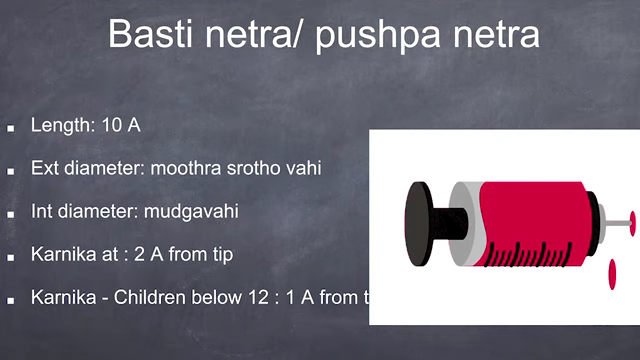 Basti netra/ pushpa netra
Length: 10 A
Ext diameter: moothra srotho vahi
Int diameter: mudgavahi
Karnika at : 2 A from tip
Karnika - Children below 12 : 1 A from